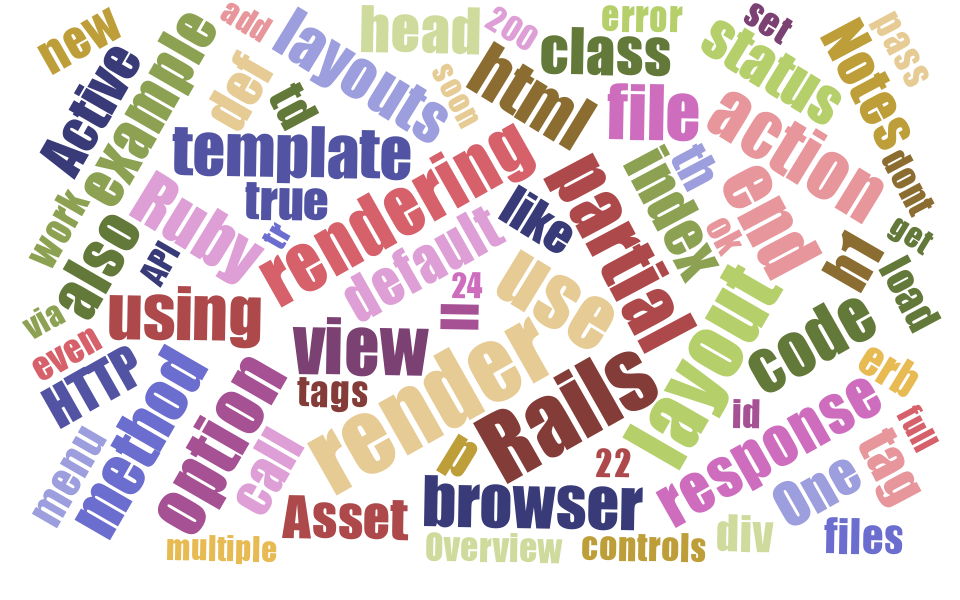 new
add
head
200
error
set
pass
Active
example
def
layouts
soon
html
class
status
Notes
td
file
action
template
true
rendering
partial
index
th
end
dont
work
also
Ruby
tr
API
default
like
ok
h1
get
load
via
using
24
=
use
layout
code
even
HTTP
view
tags
render
Rails
id
erb
method
option
response
full
menu
call
p
22
tag
Asset
browser
One
multiple
Overview
controls
div
files